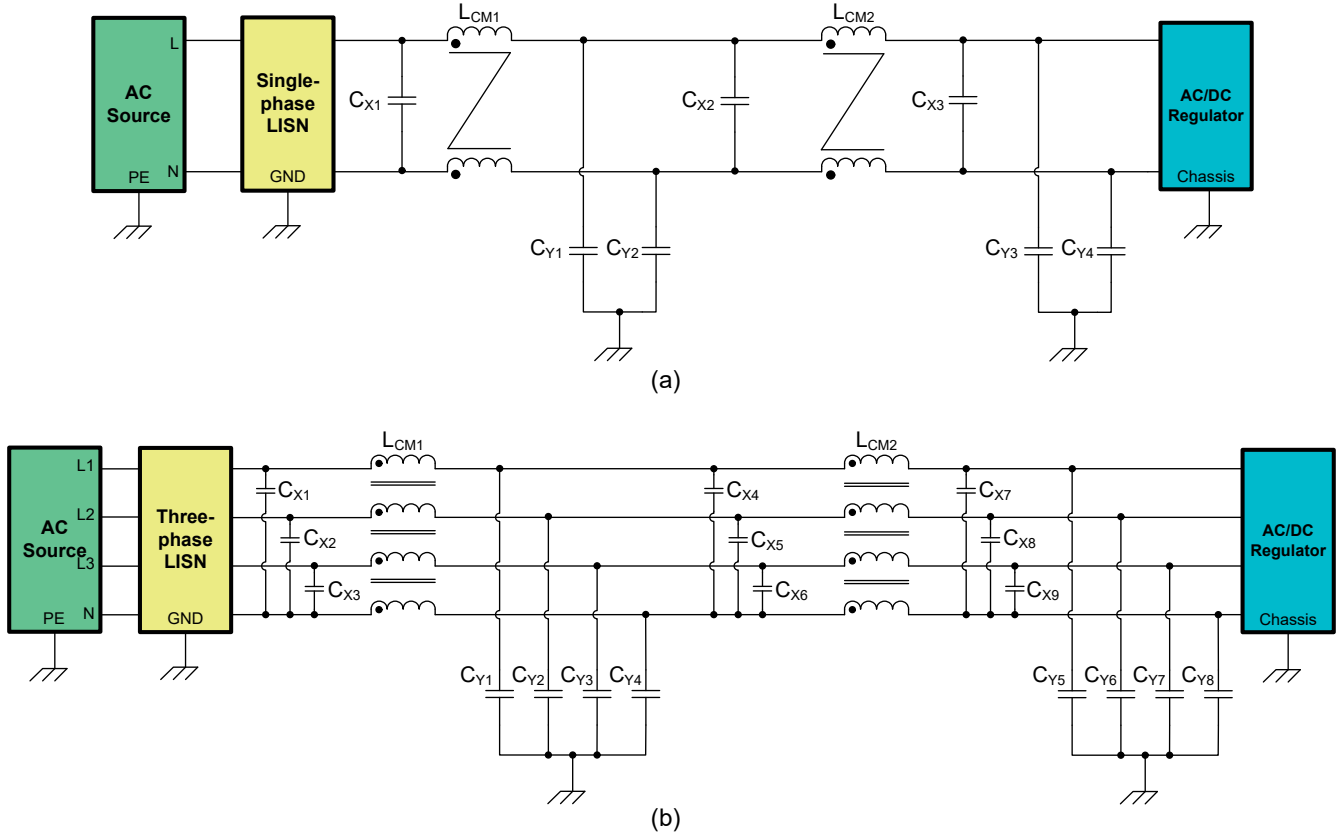 LCM1
LCM2
L
AC
Source
Single-
phase
LISN
CX1
CX2
CX3
AC/DC
Regulator
PE
N
GND
Chassis
CY1
CY2
CY3
CY4
(a)
LCM1
LCM2
L1
CX1
CX4
CX7
L2
AC
Source
Three-
phase
LISN
CX2
CX5
CX8
AC/DC
Regulator
L3
CX3
CX6
CX9
PE
N
GND
Chassis
CY1
CY2
CY3
CY4
CY5
CY6
CY7
CY8
(b)